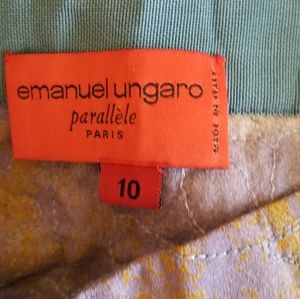 emanuel ungaro
parallèle
PARIS
MADE IN ITALY
10